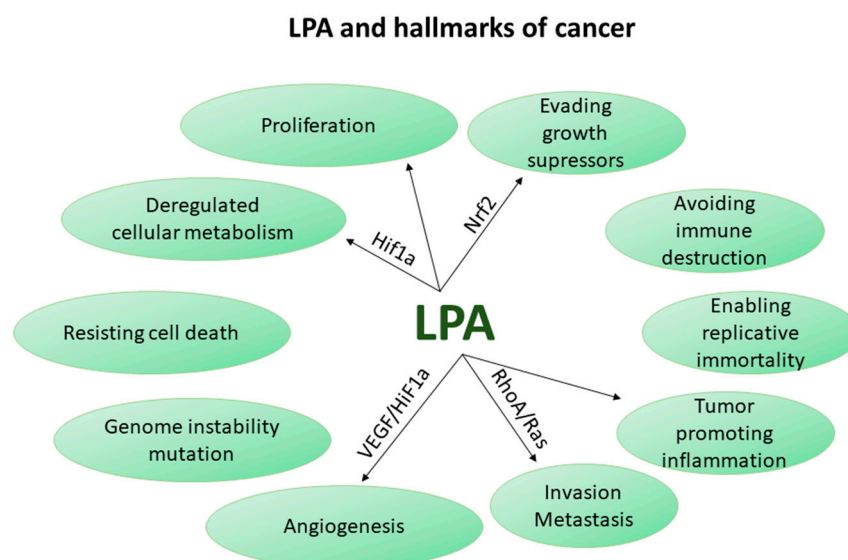 LPA and hallmarks of cancer
Proliferation
Evading
growth
supressors
Deregulated
cellular metabolism
Hif1a
Nrf2
Avoiding
immune
destruction
Resisting cell death
LPA
Enabling
replicative
immortality
VEGF/HiF1a
RhoA/Ras
Genome instability
mutation
Tumor
promoting
inflammation
Angiogenesis
Invasion
Metastasis